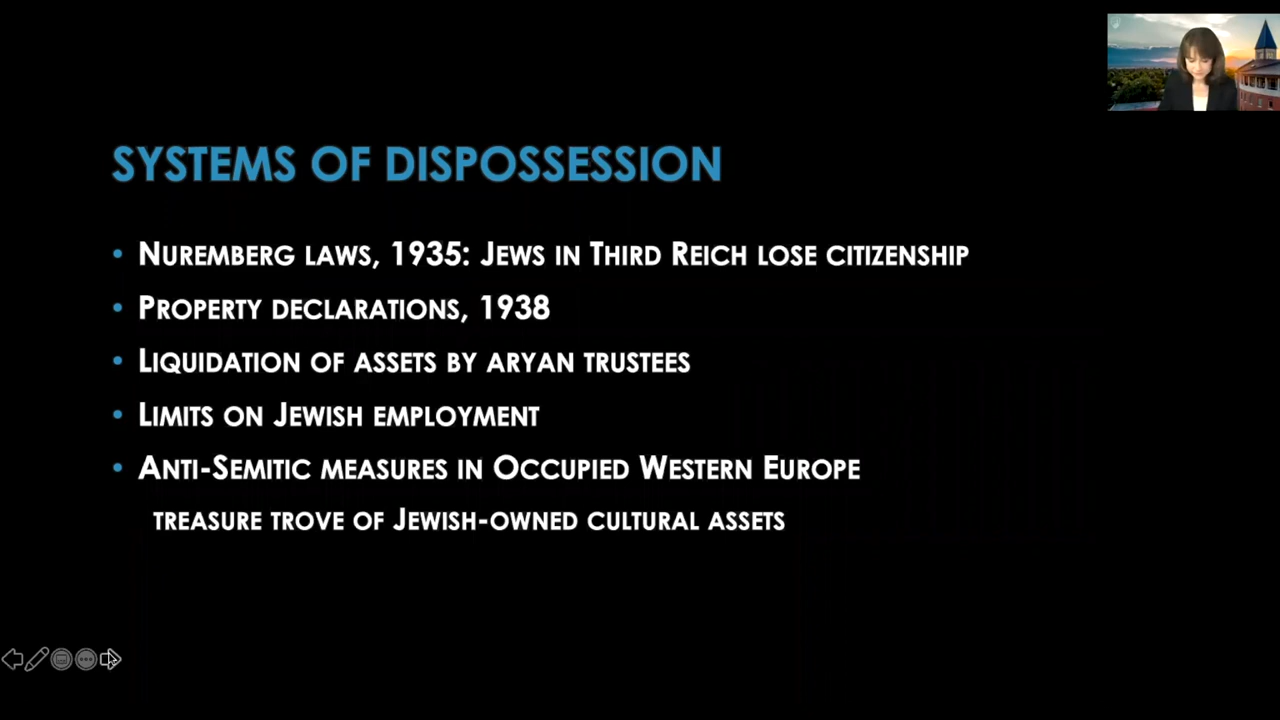 SYSTEMS OF DISPOSSESSION
• NUREMBERG LAWS, 1935: JEWS IN THIRD REICH LOSE CITIZENSHIP
• PROPERTY DECLARATIONS, 1938
• LIQUIDATION OF ASSETS BY ARYAN TRUSTEES
• LIMITS ON JEWISH EMPLOYMENT
• ANTI-SEMITIC MEASURES IN OCCUPIED WESTERN EUROPE
TREASURE TROVE OF JEWISH-OWNED CULTURAL ASSETS